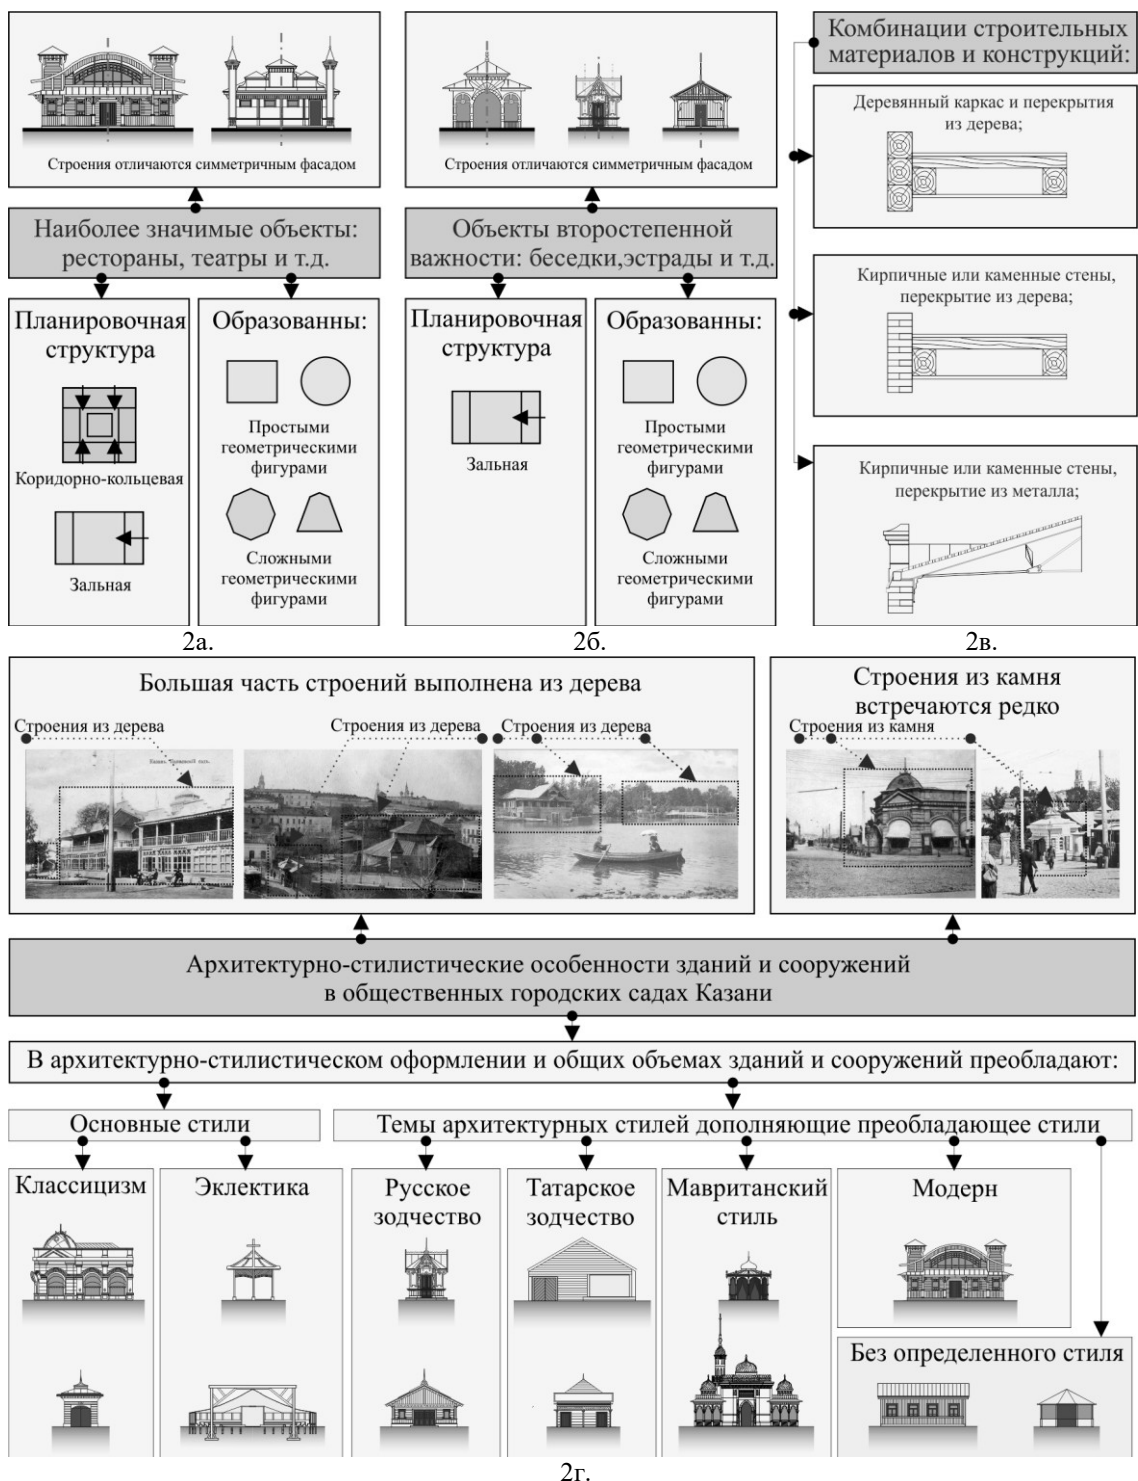 Строения отличаются симметричным фасадом
Наиболее значимые объекты:
рестораны, театры и т.д.
Планировочная
структура
Коридорно-кольцевая
Зальная
Образованны:
Простыми
геометрическими
фигурами
Сложными
геометрическими
фигурами
2а.
Строения отличаются симметричным фасадом
Объекты второстепенной
важности: беседки,эстрады и т.д.
Планировочная
структура
Зальная
Образованны:
Простыми
геометрическими
фигурами
Сложными
геометрическими
фигурами
2б.
Комбинации строительных
материалов и конструкций:
Деревянный каркас и перекрытия
из дерева;
Кирпичные или каменные стены,
перекрытие из дерева;
Кирпичные или каменные стены,
перекрытие из металла;
2в.
Большая часть строений выполнена из дерева
Строения из дерева
Строения из дерева
Строения из дерева
Строения из камня
встречаются редко
Строения из камня
Архитектурно-стилистические особенности зданий и сооружений
в общественных городских садах Казани
В архитектурно-стилистическом оформлении и общих объемах зданий и сооружений преобладают:
Основные стили
Темы архитектурных стилей дополняющие преобладающее стили
Классицизм
Эклектика
Русское
зодчество
Татарское
зодчество
Мавританский
стиль
Модерн
Без определенного стиля
2г.